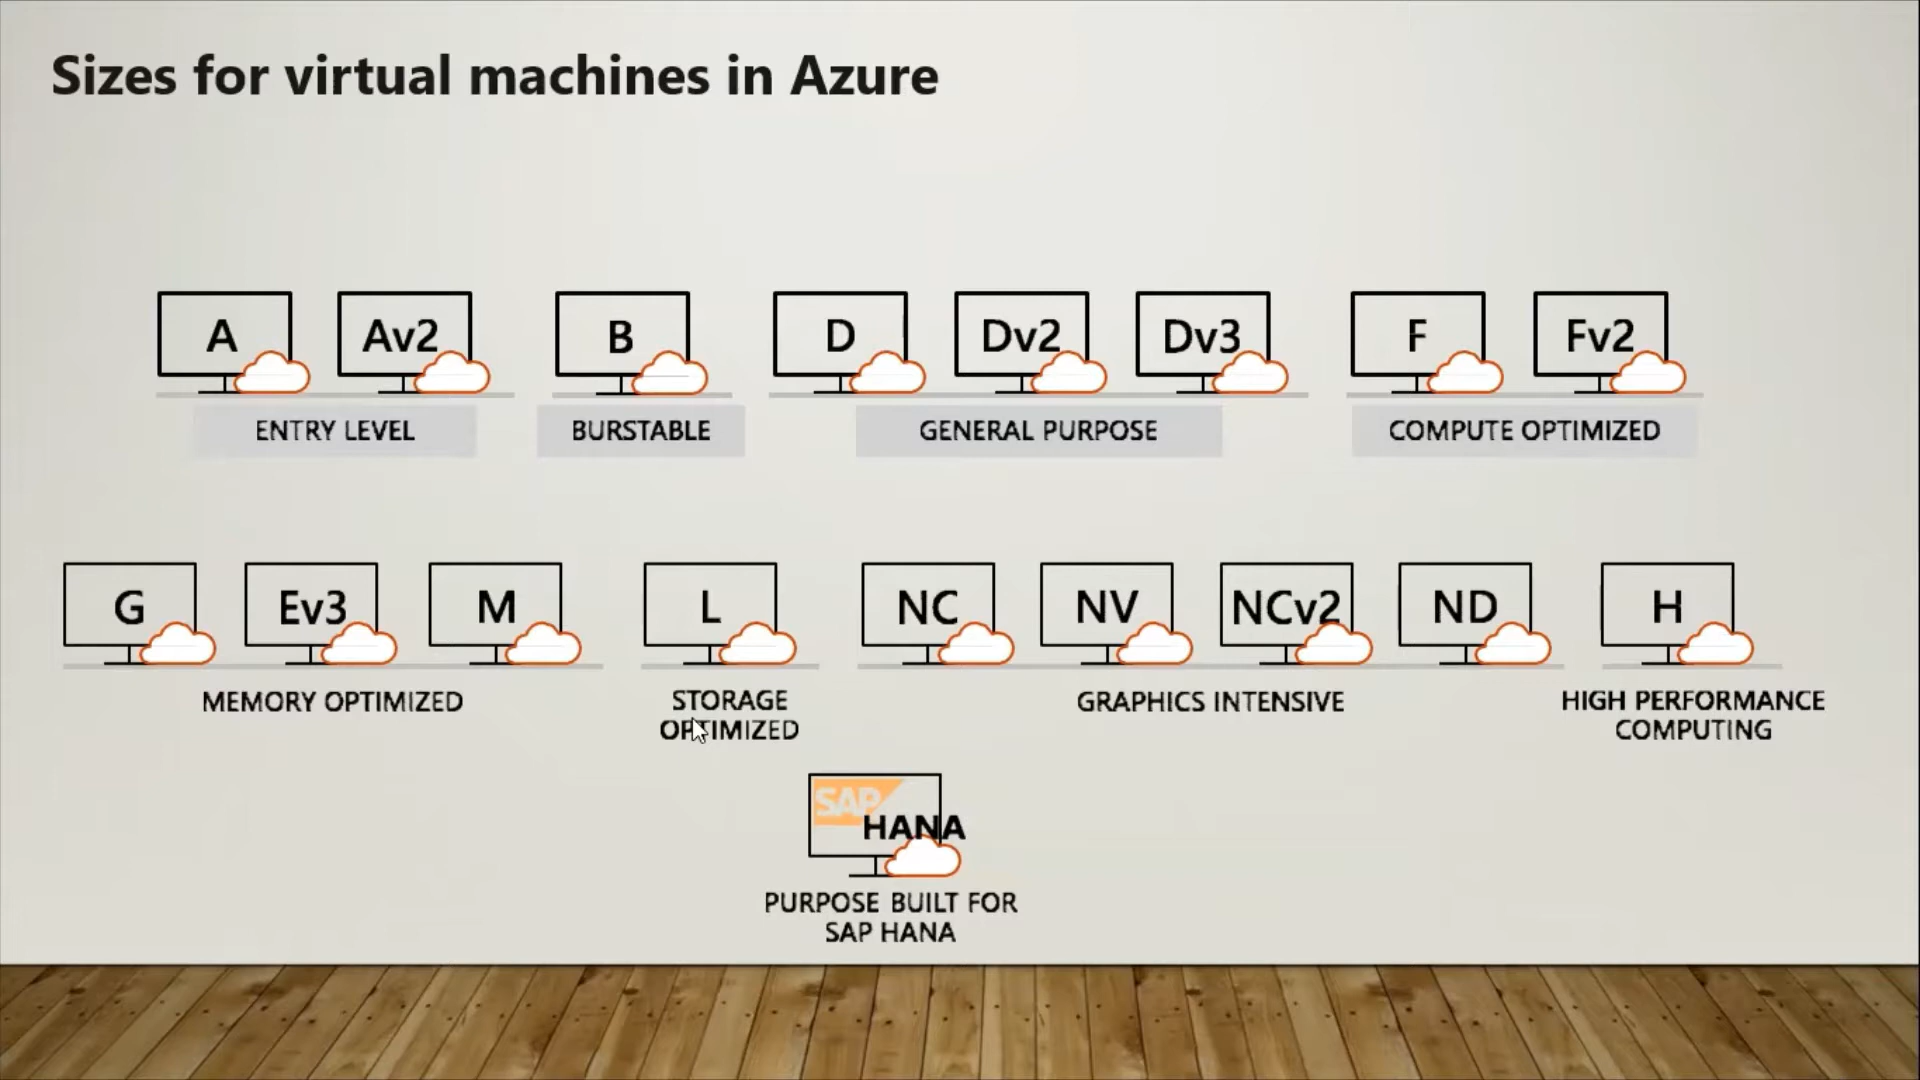 Sizes for virtual machines in Azure
A Av2 B D Dv2 Dv3 F Fv2
ENTRY LEVEL BURSTABLE GENERAL PURPOSE COMPUTE OPTIMIZED
G Ev3 M L NC NV NCv2 ND H
MEMORY OPTIMIZED
STORAGE
OPTIMIZED
GRAPHICS INTENSIVE
HIGH PERFORMANCE
COMPUTING
SAP
HANA
PURPOSE BUILT FOR
SAP HANA